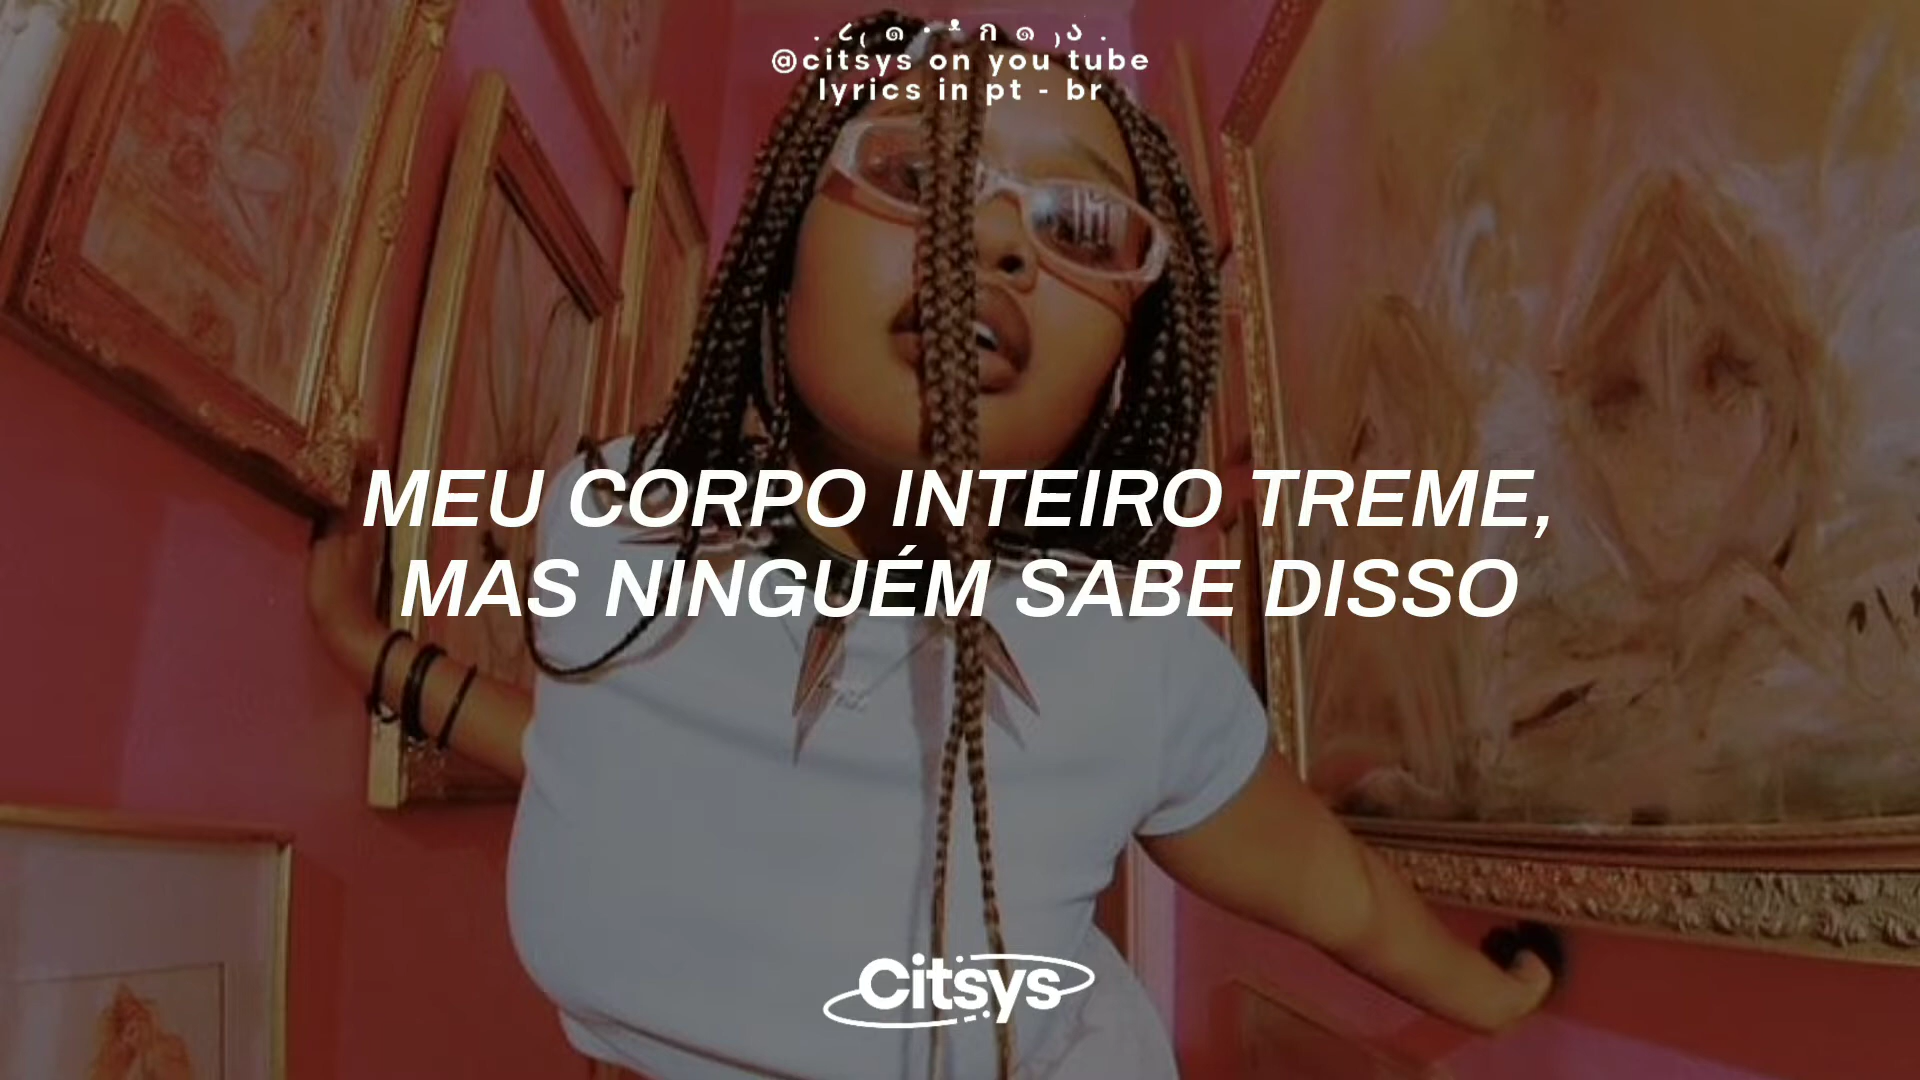 @citsys on you tube
lyrics in pt - br
MEU CORPO INTEIRO TREME,
MAS NINGUÉM SABE DISSO
Citsys